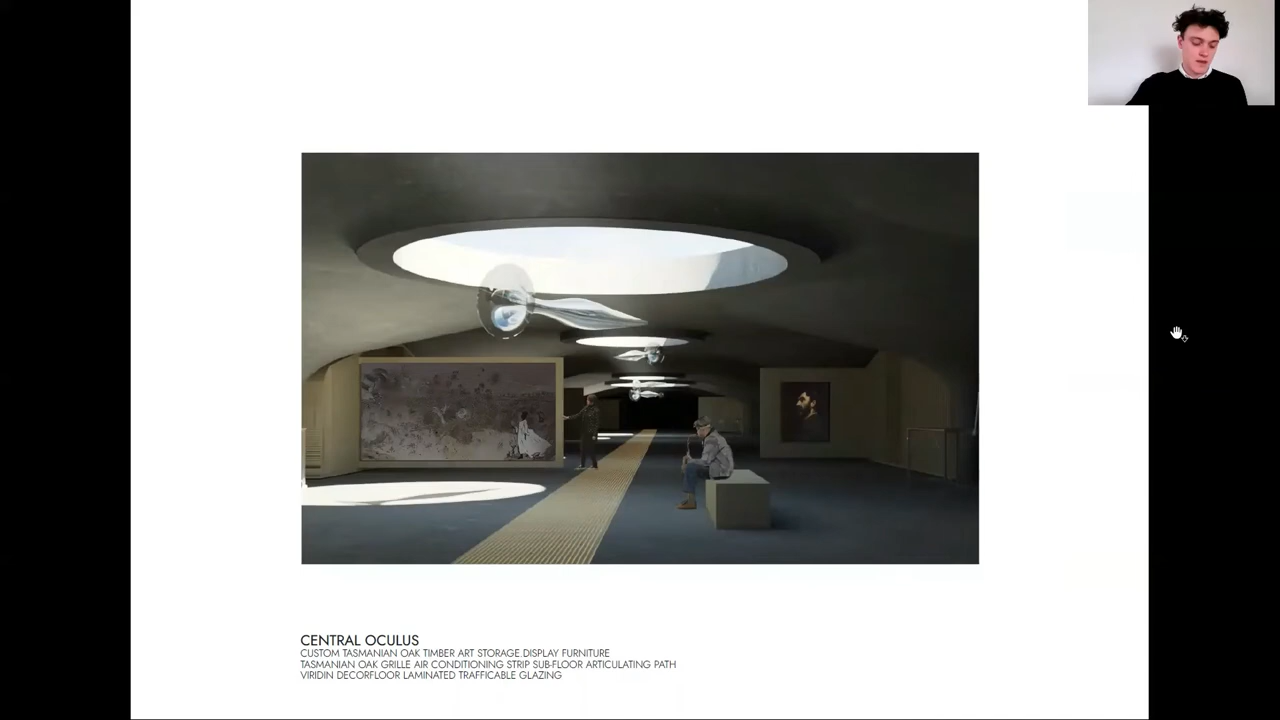 CENTRAL OCULUS
CUSTOM TASMANIAN OAK TIMBER ART STORAGE.DISPLAY FURNITURE
TASMANIAN OAK GRILLE AIR CONDITIONING STRIP SUB-FLOOR ARTICULATING PATH
VIRIDIN DECORFLOOR LAMINATED TRAFFICABLE GLAZING